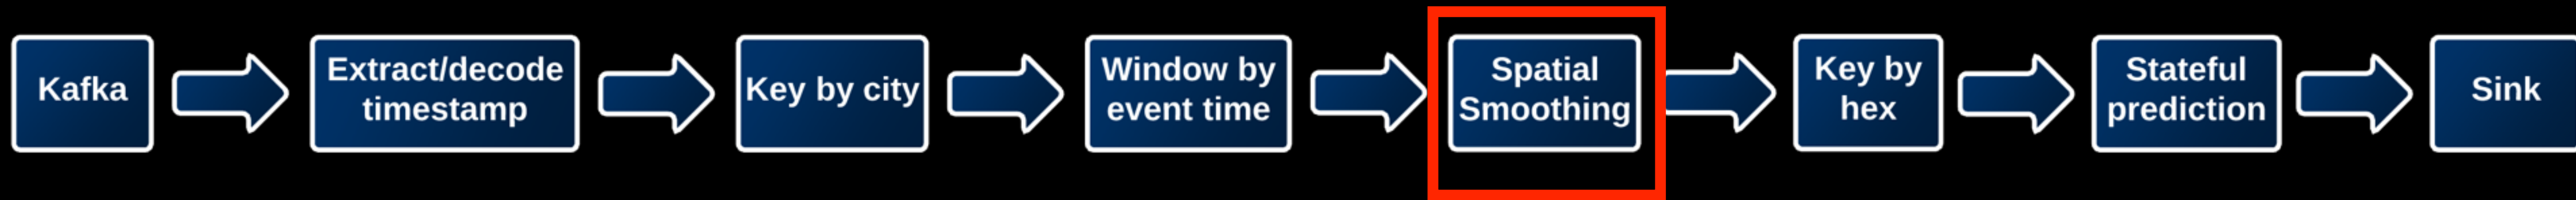 Kafka
Extract/decode
timestamp
Key by city
Window by
event time
Spatial
Smoothing
Key by
hex
Stateful
prediction
Sink